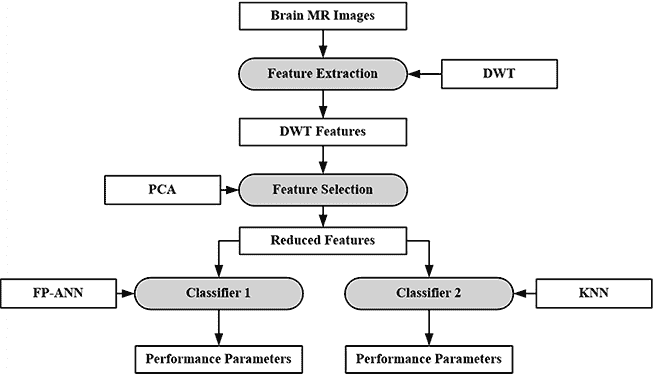 Brain MR Images
Feature Extraction
DWT
DWT Features
PCA
Feature Selection
Reduced Features
FP-ANN
Classifier 1
Classifier 2
KNN
Performance Parameters
Performance Parameters